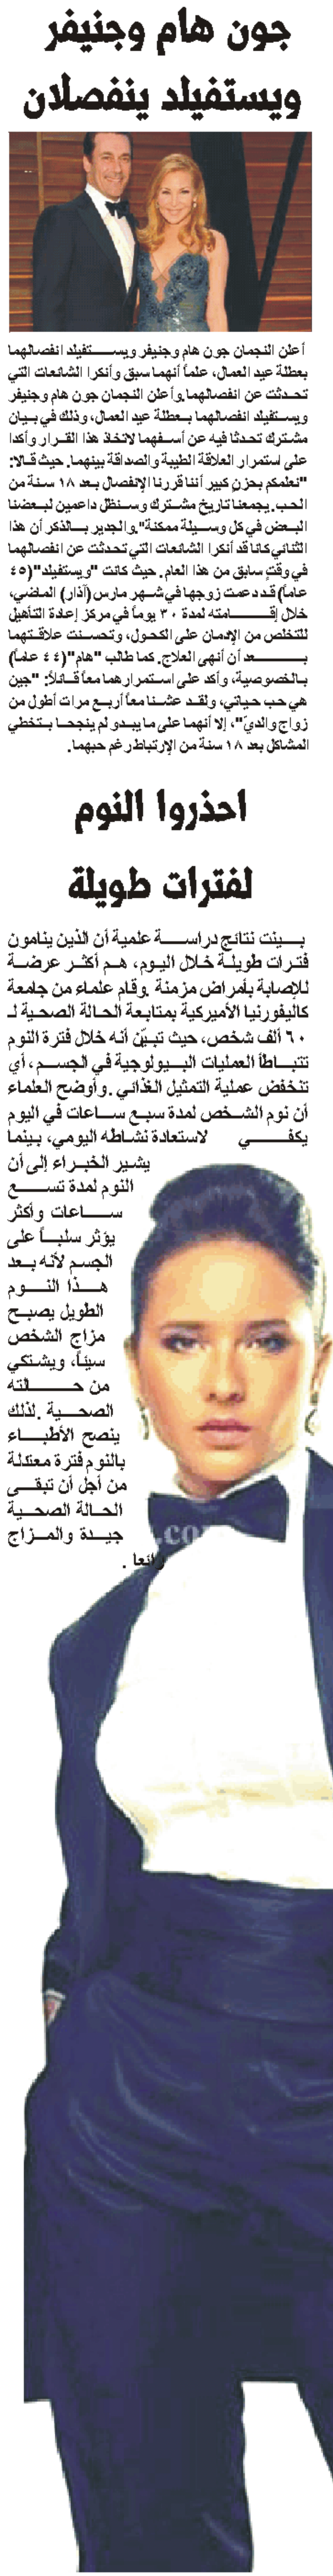 جون هام وجنيفر
ويستفيلد ينفصلان
أعلن النجمان جون هام وجنيفر ويستفيلد انفصالهما
بعطلة عيد العمال، علماً أنهما سبق وأنكرا الشائعات التي
تحدثت عن انفصالهما.وأعلن النجمان جون هام وجنيفر
ويستفيلد انفصالهما بعطلة عيد العمال، وذلك في بيان
مشترك تحدثا فيه عن أسفهما لاتخاذ هذا القرار وأكدا
على استمرار العلاقة الطيبة والصداقة بينهما. حيث قالا:
"نعلمكم بحزن كبير أننا قررنا الإنفصال بعد ١٨ سنة من
الحب. يجمعنا تاريخ مشترك وسنظل داعمين لبعضنا
البعض في كل وسيلة ممكنة".والجدير بالذكر أن هذا
الثنائي كانا قد أنكرا الشائعات التي تحدثت عن انفصالهما
في وقتٍ سابق من هذا العام. حيث كانت "ويستفيلد"(٤٥
عاماً) قد دعمت زوجها في شهر مارس (آذار) الماضي،
خلال إقامته لمدة ٣٠ يوماً في مركز إعادة التأهيل
للتخلص من الإدمان على الكحول، وتحسنت علاقتهما
بعد أن أنهى العلاج. كما طالب "هام"(٤٤ عاماً)
بالخصوصية، وأكد على استمرارهما معاً قائلاً: "جين
هي حب حياتي، ولقد عشنا معاً أربع مرات أطول من
زواج والديّ"، إلا أنهما على ما يبدو لم ينجحا بتخطي
المشاكل بعد ١٨ سنة من الإرتباط رغم حبهما.
احذروا النوم
لفترات طويلة
بينت نتائج دراسة علمية أن الذين ينامون
فترات طويلة خلال اليوم، هم أكثر عرضة
للإصابة بأمراض مزمنة .وقام علماء من جامعة
كاليفورنيا الأميركية بمتابعة الحالة الصحية لـ
٦٠ ألف شخص، حيث تبيّن أنه خلال فترة النوم
تتباطأ العمليات البيولوجية في الجسم، أي
تنخفض عملية التمثيل الغذائي .وأوضح العلماء
أن نوم الشخص لمدة سبع ساعات في اليوم
يكفي لاستعادة نشاطه اليومي، بينما
يشير الخبراء إلى أن
النوم لمدة تسع
ساعات وأكثر
يؤثر سلباً على
الجسم لأنه بعد
هذا النوم
الطويل يصبح
مزاج الشخص
سيئاً، ويشتكي
من حالته
الصحية .لذلك
ينصح الأطباء
بالنوم فترة معتدلة
من أجل أن تبقى
الحالة الصحية
جيدة والمزاج
رائعا .
.co